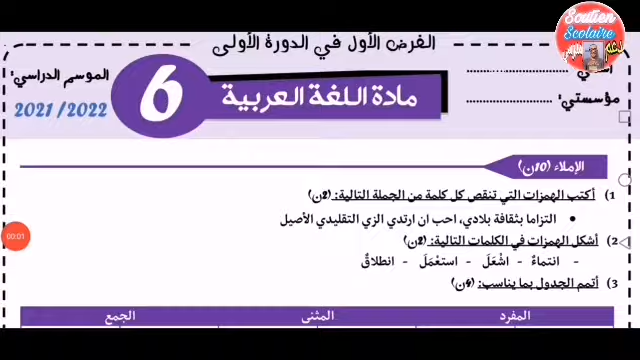 Soutien
Scolaire
الفرض الأول في الدورة الأولى
الموسم الدراسي:
2021/2022
6
مادة اللغة العربية
مؤسستي: ........................
الإملاء (10ن)
1) أكتب الهمزات التي تنقص كل كلمة من الجملة التالية: (2ن)
• التزاما بثقافة بلادي، احب ان ارتدي الزي التقليدي الأصيل
2) أشكل الهمزات في الكلمات التالية: (2ن)
- انتماءٌ - اشْعَلَ - استعْمَلَ - انطلاقٌ
3) أتمم الجدول بما يناسب: (4ن)
المفرد المثنى الجمع
00:01